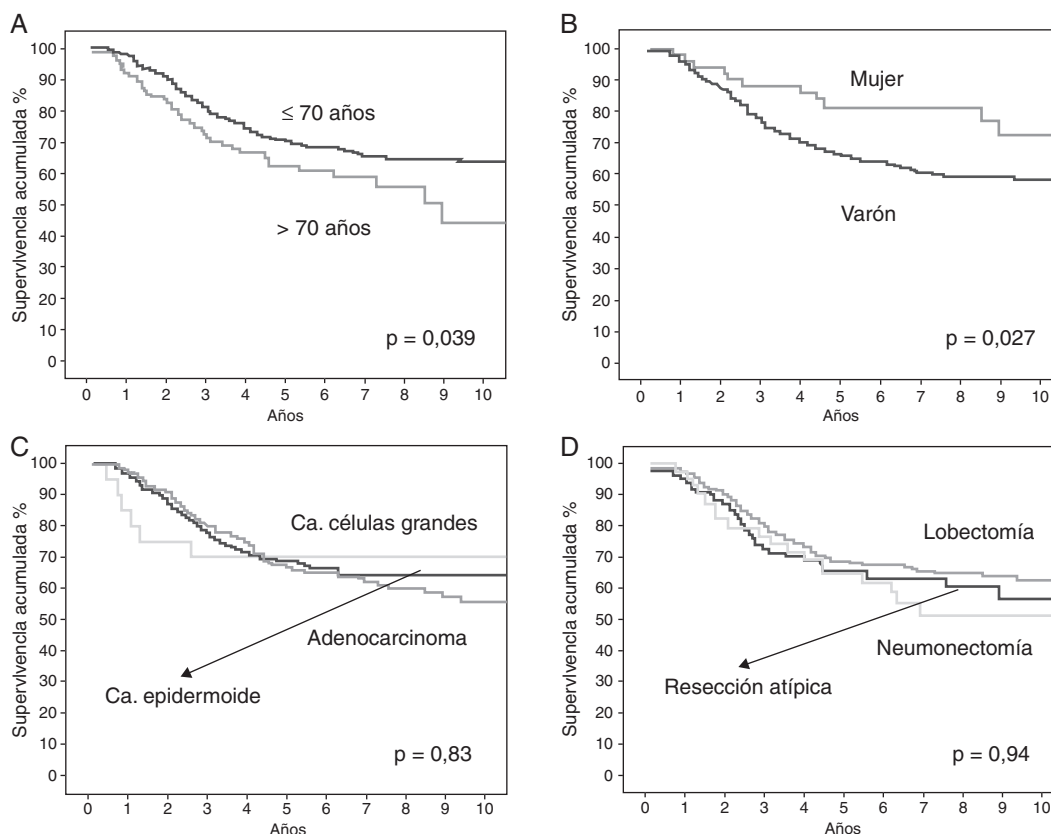 A
Supervlvencla acumulada %
100
90
80
70
60
50
40
30
20
10
0
≤ 70 años
> 70 años
p = 0,039
0 1 2 3 4 5 6 7 8 9 10
Años
B
Supervlvencla acumulada %
100
90
80
70
60
50
40
30
20
10
0
Mujer
Varón
p = 0,027
0 1 2 3 4 5 6 7 8 9 10
Años
C
Supervlvencla acumulada %
100
90
80
70
60
50
40
30
20
10
0
Ca. células grandes
Adenocarcinoma
Ca. epidermoide
p = 0,83
0 1 2 3 4 5 6 7 8 9 10
Años
D
Supervlvencla acumulada %
100
90
80
70
60
50
40
30
20
10
0
Lobectomía
Neumonectomía
Resección atípica
p = 0,94
0 1 2 3 4 5 6 7 8 9 10
Años